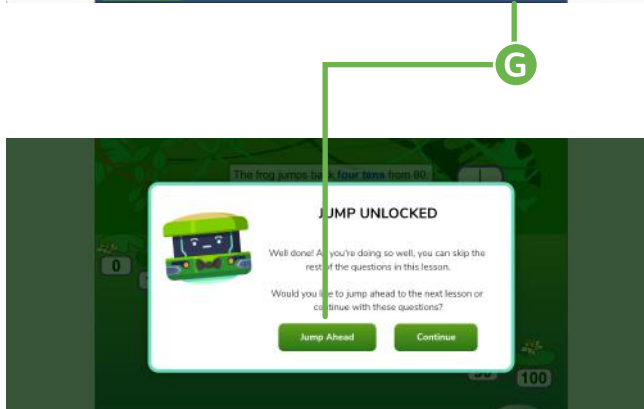 G
The frog jumps back four tens from 80.
JUMP UNLOCKED
Well done! As you're doing so well, you can skip the
rest of the questions in this lesson.
Would you like to jump ahead to the next lesson or
continue with these questions?
Jump Ahead
Continue
0
100